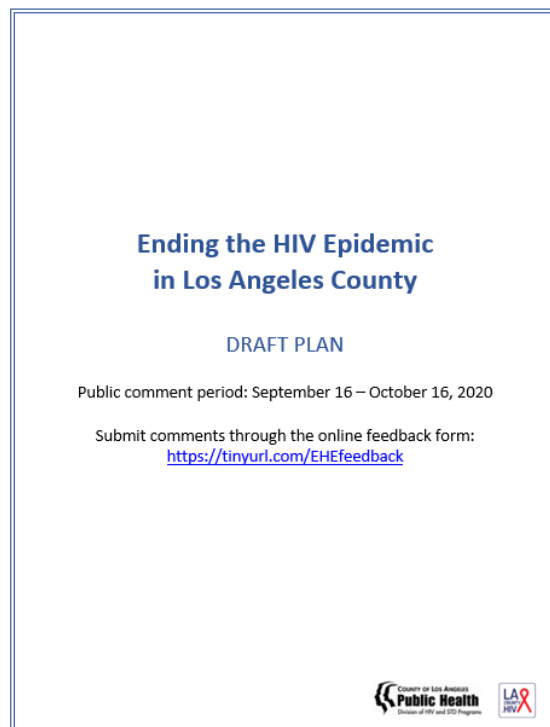 Ending the HIV Epidemic
in Los Angeles County
DRAFT PLAN
Public comment period: September 16 – October 16, 2020
Submit comments through the online feedback form:
https://tinyurl.com/EHEfeedback
COUNTY OF LOS ANGELES
Public Health
Division of HIV and STD Programs
LA
COUNTY
HIV